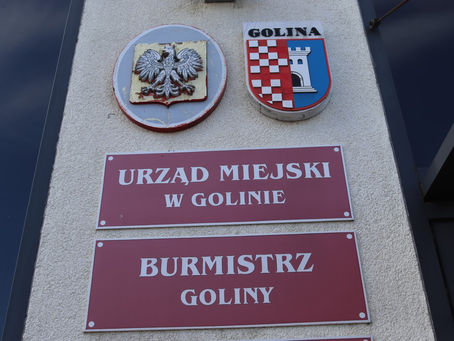 GOLINA
URZĄD MIEJSKI
W GOLINIE
BURMISTRZ
GOLINY